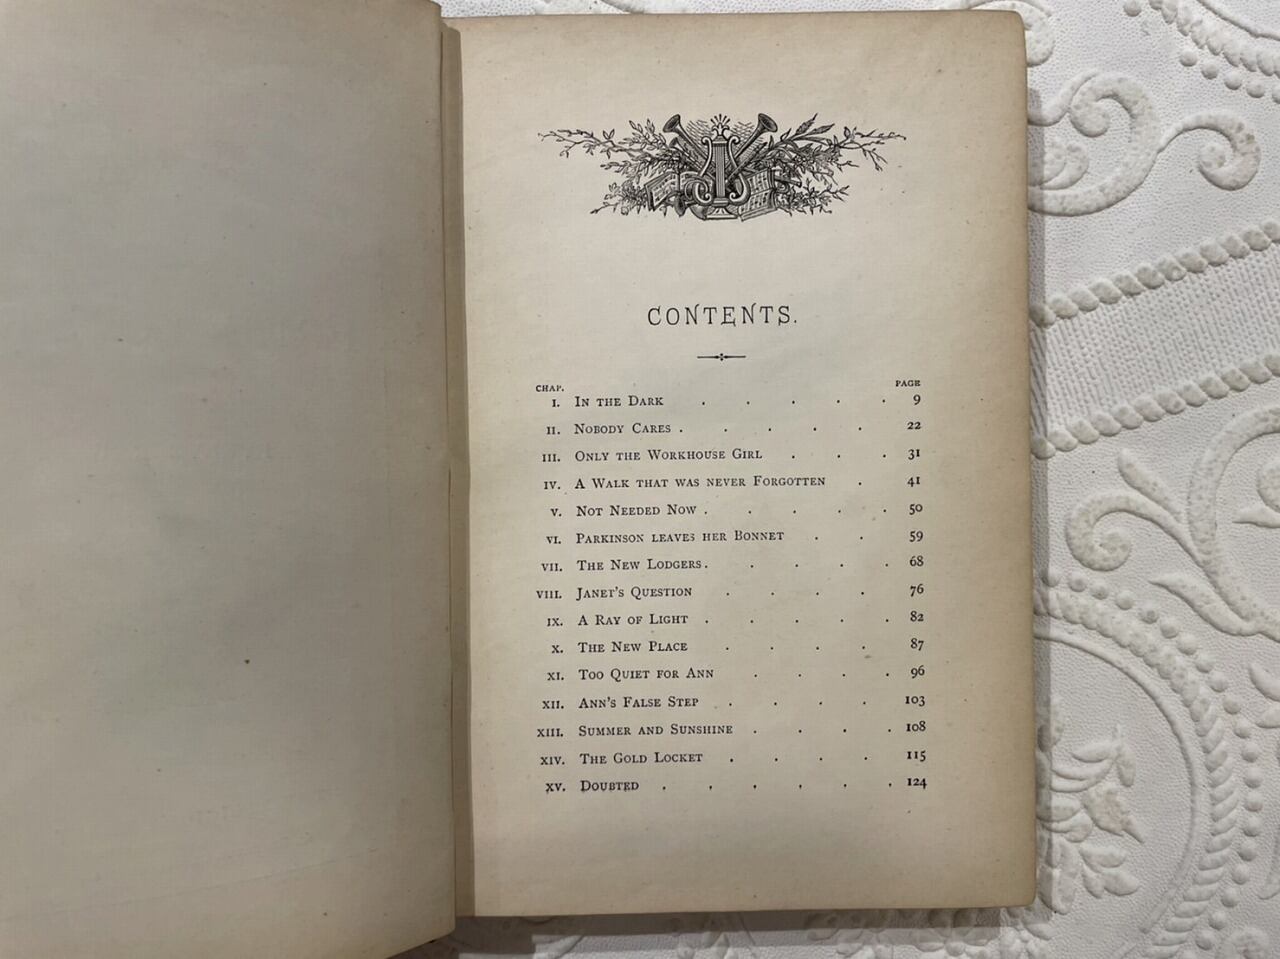 CONTENTS.
CHAP. PAGE
I. IN THE DARK . . . . . 9
II. NOBODY CARES . . . . . 22
III. ONLY THE WORKHOUSE GIRL . . . 31
IV. A WALK THAT WAS NEVER FORGOTTEN . 41
V. NOT NEEDED NOW . . . . . 50
VI. PARKINSON LEAVES HER BONNET . . 59
VII. THE NEW LODGERS . . . . . 68
VIII. JANET'S QUESTION . . . . 76
IX. A RAY OF LIGHT . . . . . 82
X. THE NEW PLACE . . . . 87
XI. TOO QUIET FOR ANN . . . . 96
XII. ANN'S FALSE STEP . . . . 103
XIII. SUMMER AND SUNSHINE . . . . 108
XIV. THE GOLD LOCKET . . . . 115
XV. DOUBTED . . . . . . 124